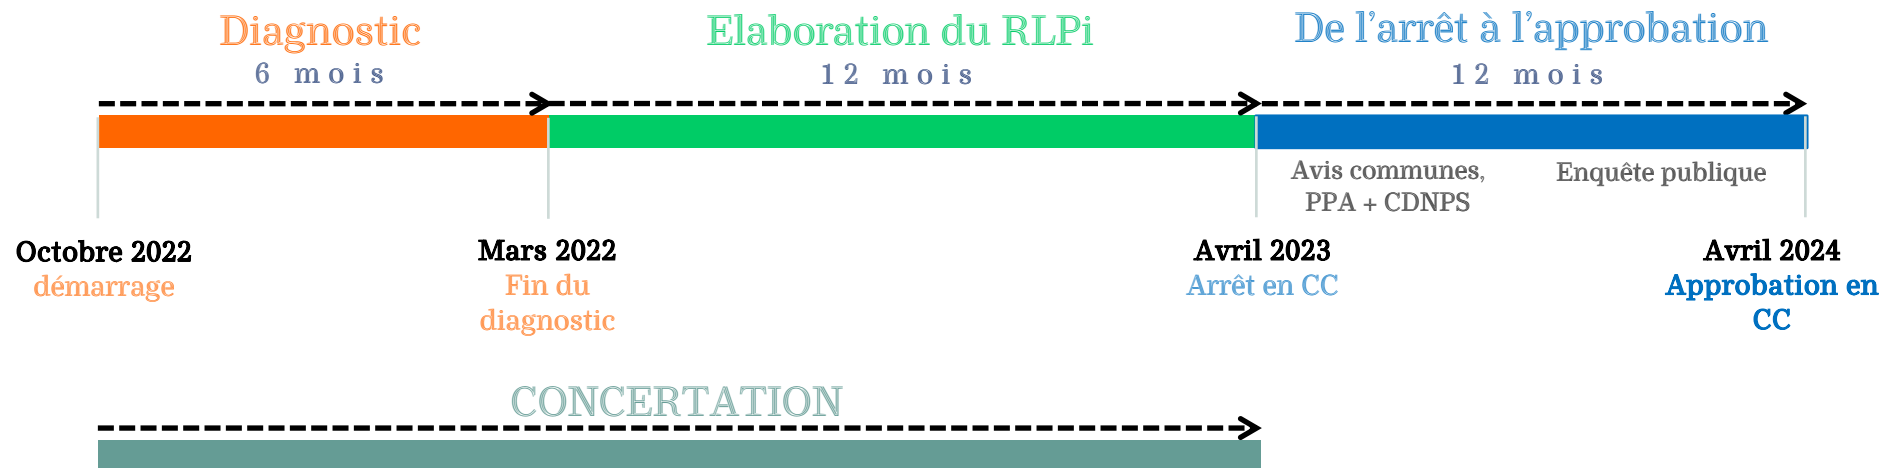 Diagnostic
6 mois
Elaboration du RLPi
12 mois
De l'arrêt à l'approbation
12 mois
Avis communes,
PPA + CDNPS
Enquête publique
Octobre 2022
démarrage
Mars 2022
Fin du
diagnostic
Avril 2023
Arrêt en CC
Avril 2024
Approbation en
CC
CONCERTATION